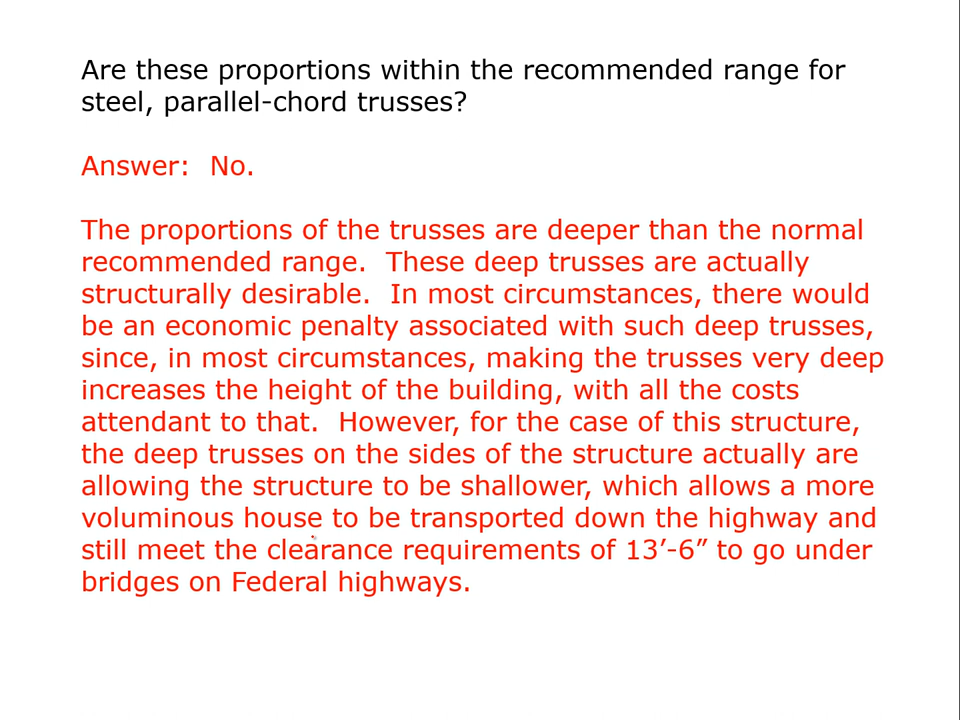 Are these proportions within the recommended range for
steel, parallel-chord trusses?
Answer:  No.
The proportions of the trusses are deeper than the normal
recommended range.  These deep trusses are actually
structurally desirable.  In most circumstances, there would
be an economic penalty associated with such deep trusses,
since, in most circumstances, making the trusses very deep
increases the height of the building, with all the costs
attendant to that.  However, for the case of this structure,
the deep trusses on the sides of the structure actually are
allowing the structure to be shallower, which allows a more
voluminous house to be transported down the highway and
still meet the clearance requirements of 13’-6” to go under
bridges on Federal highways.